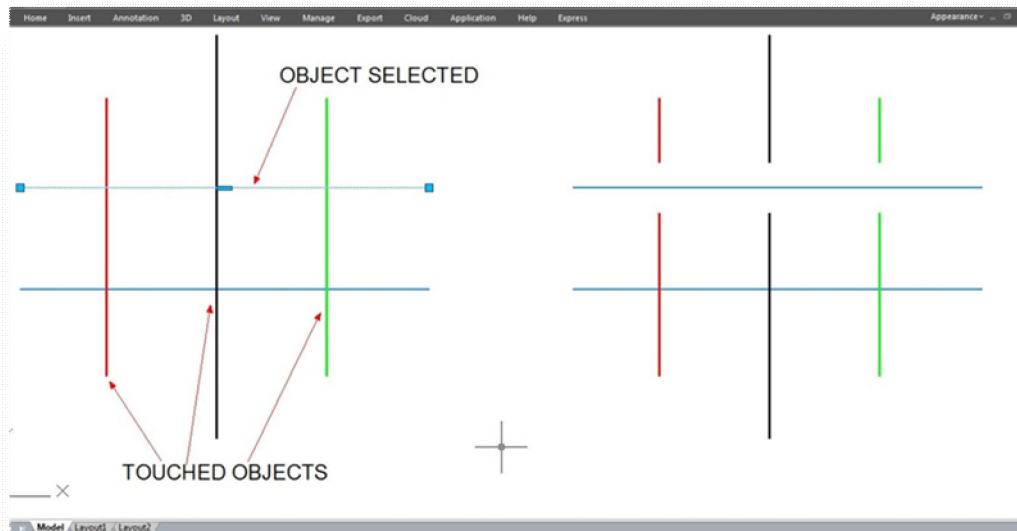 Home Insert Annotation 3D Layout View Manage Export Cloud Application Help Express Appearance
OBJECT SELECTED
TOUCHED OBJECTS
Model Layout1 Layout2